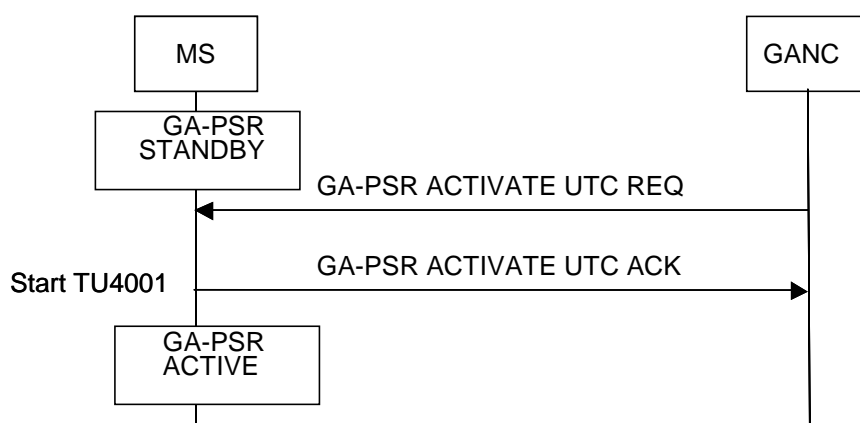 MS
GANC
GA-PSR
STANDBY
GA-PSR ACTIVATE UTC REQ
GA-PSR ACTIVATE UTC ACK
Start TU4001
GA-PSR
ACTIVE